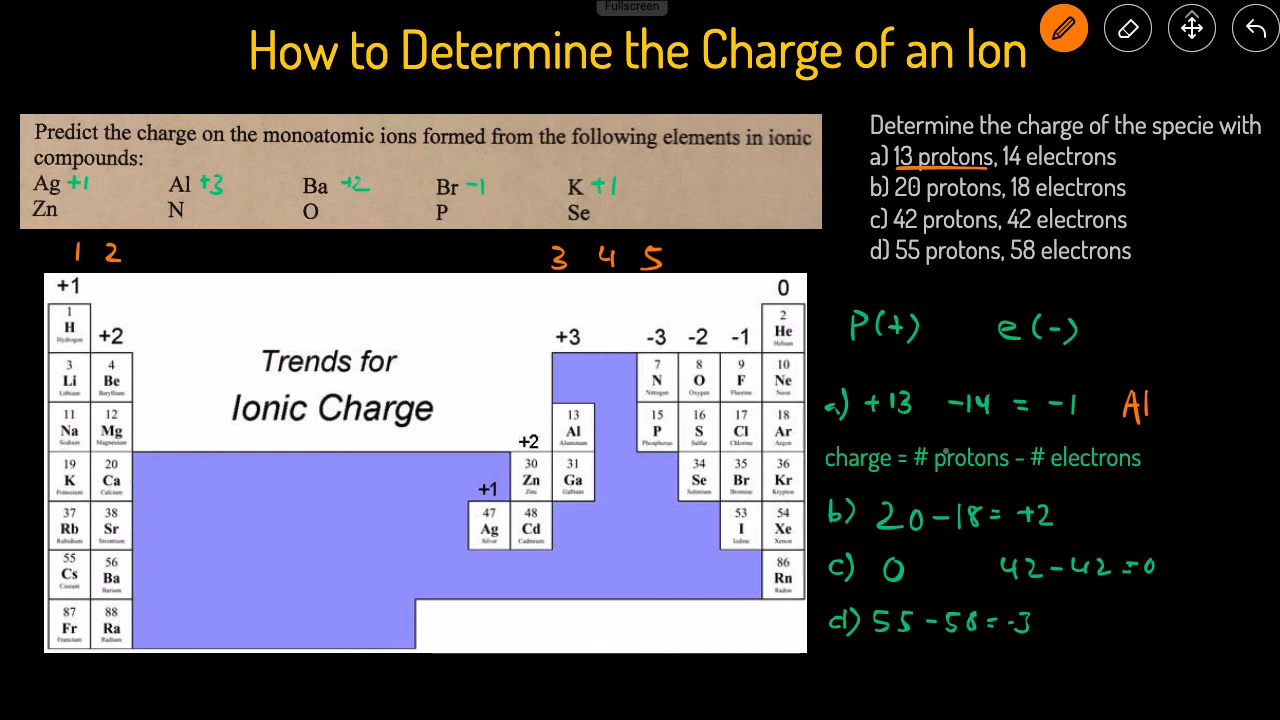 Fullscreen
How to Determine the Charge of an Ion
Predict the charge on the monoatomic ions formed from the following elements in ionic
compounds:
Ag +1 Al +3 Ba +2 Br -1 K +1
Zn N O P Se
Determine the charge of the specie with
a) 13 protons, 14 electrons
b) 20 protons, 18 electrons
c) 42 protons, 42 electrons
d) 55 protons, 58 electrons
1 2 3 4 5
+1 0
1 2
H He
Hydrogen Helium
+2 +3 -3 -2 -1
Trends for
Ionic Charge
3 4 7 8 9 10
Li Be N O F Ne
Lithium Beryllium Nitrogen Oxygen Fluorine Neon
11 12 13 15 16 17 18
Na Mg Al P S Cl Ar
Sodium Magnesium Aluminum Phosphorus Sulfur Chlorine Argon
+2
19 20 30 31 34 35 36
K Ca Zn Ga Se Br Kr
Potassium Calcium Zinc Gallium Selenium Bromine Krypton
+1
37 38 47 48 53 54
Rb Sr Ag Cd I Xe
Rubidium Strontium Silver Cadmium Iodine Xenon
55 56 86
Cs Ba Rn
Cesium Barium Radon
87 88
Fr Ra
Francium Radium
P(+) e(-)
a) +13 -14 = -1 Al
charge = # protons - # electrons
b) 20-18= +2
c) 0 42-42=0
d) 55-58=-3